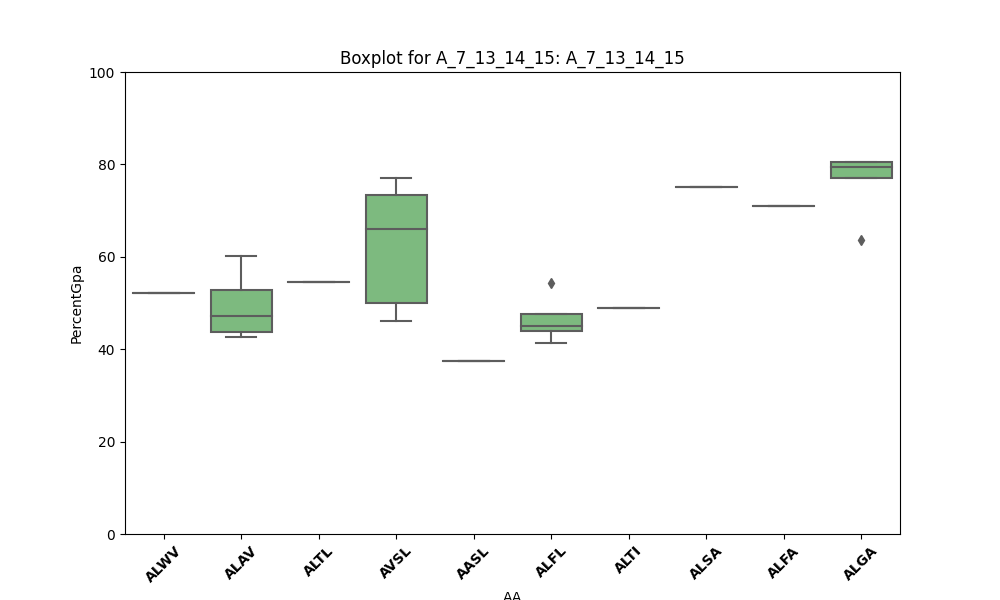 Boxplot for A_7_13_14_15: A_7_13_14_15
100
80
60
40
20
0
PercentGpa
ALWV
ALAV
ALTL
AVSL
AASL
ALFL
ALTI
ALSA
ALFA
ALGA
AA